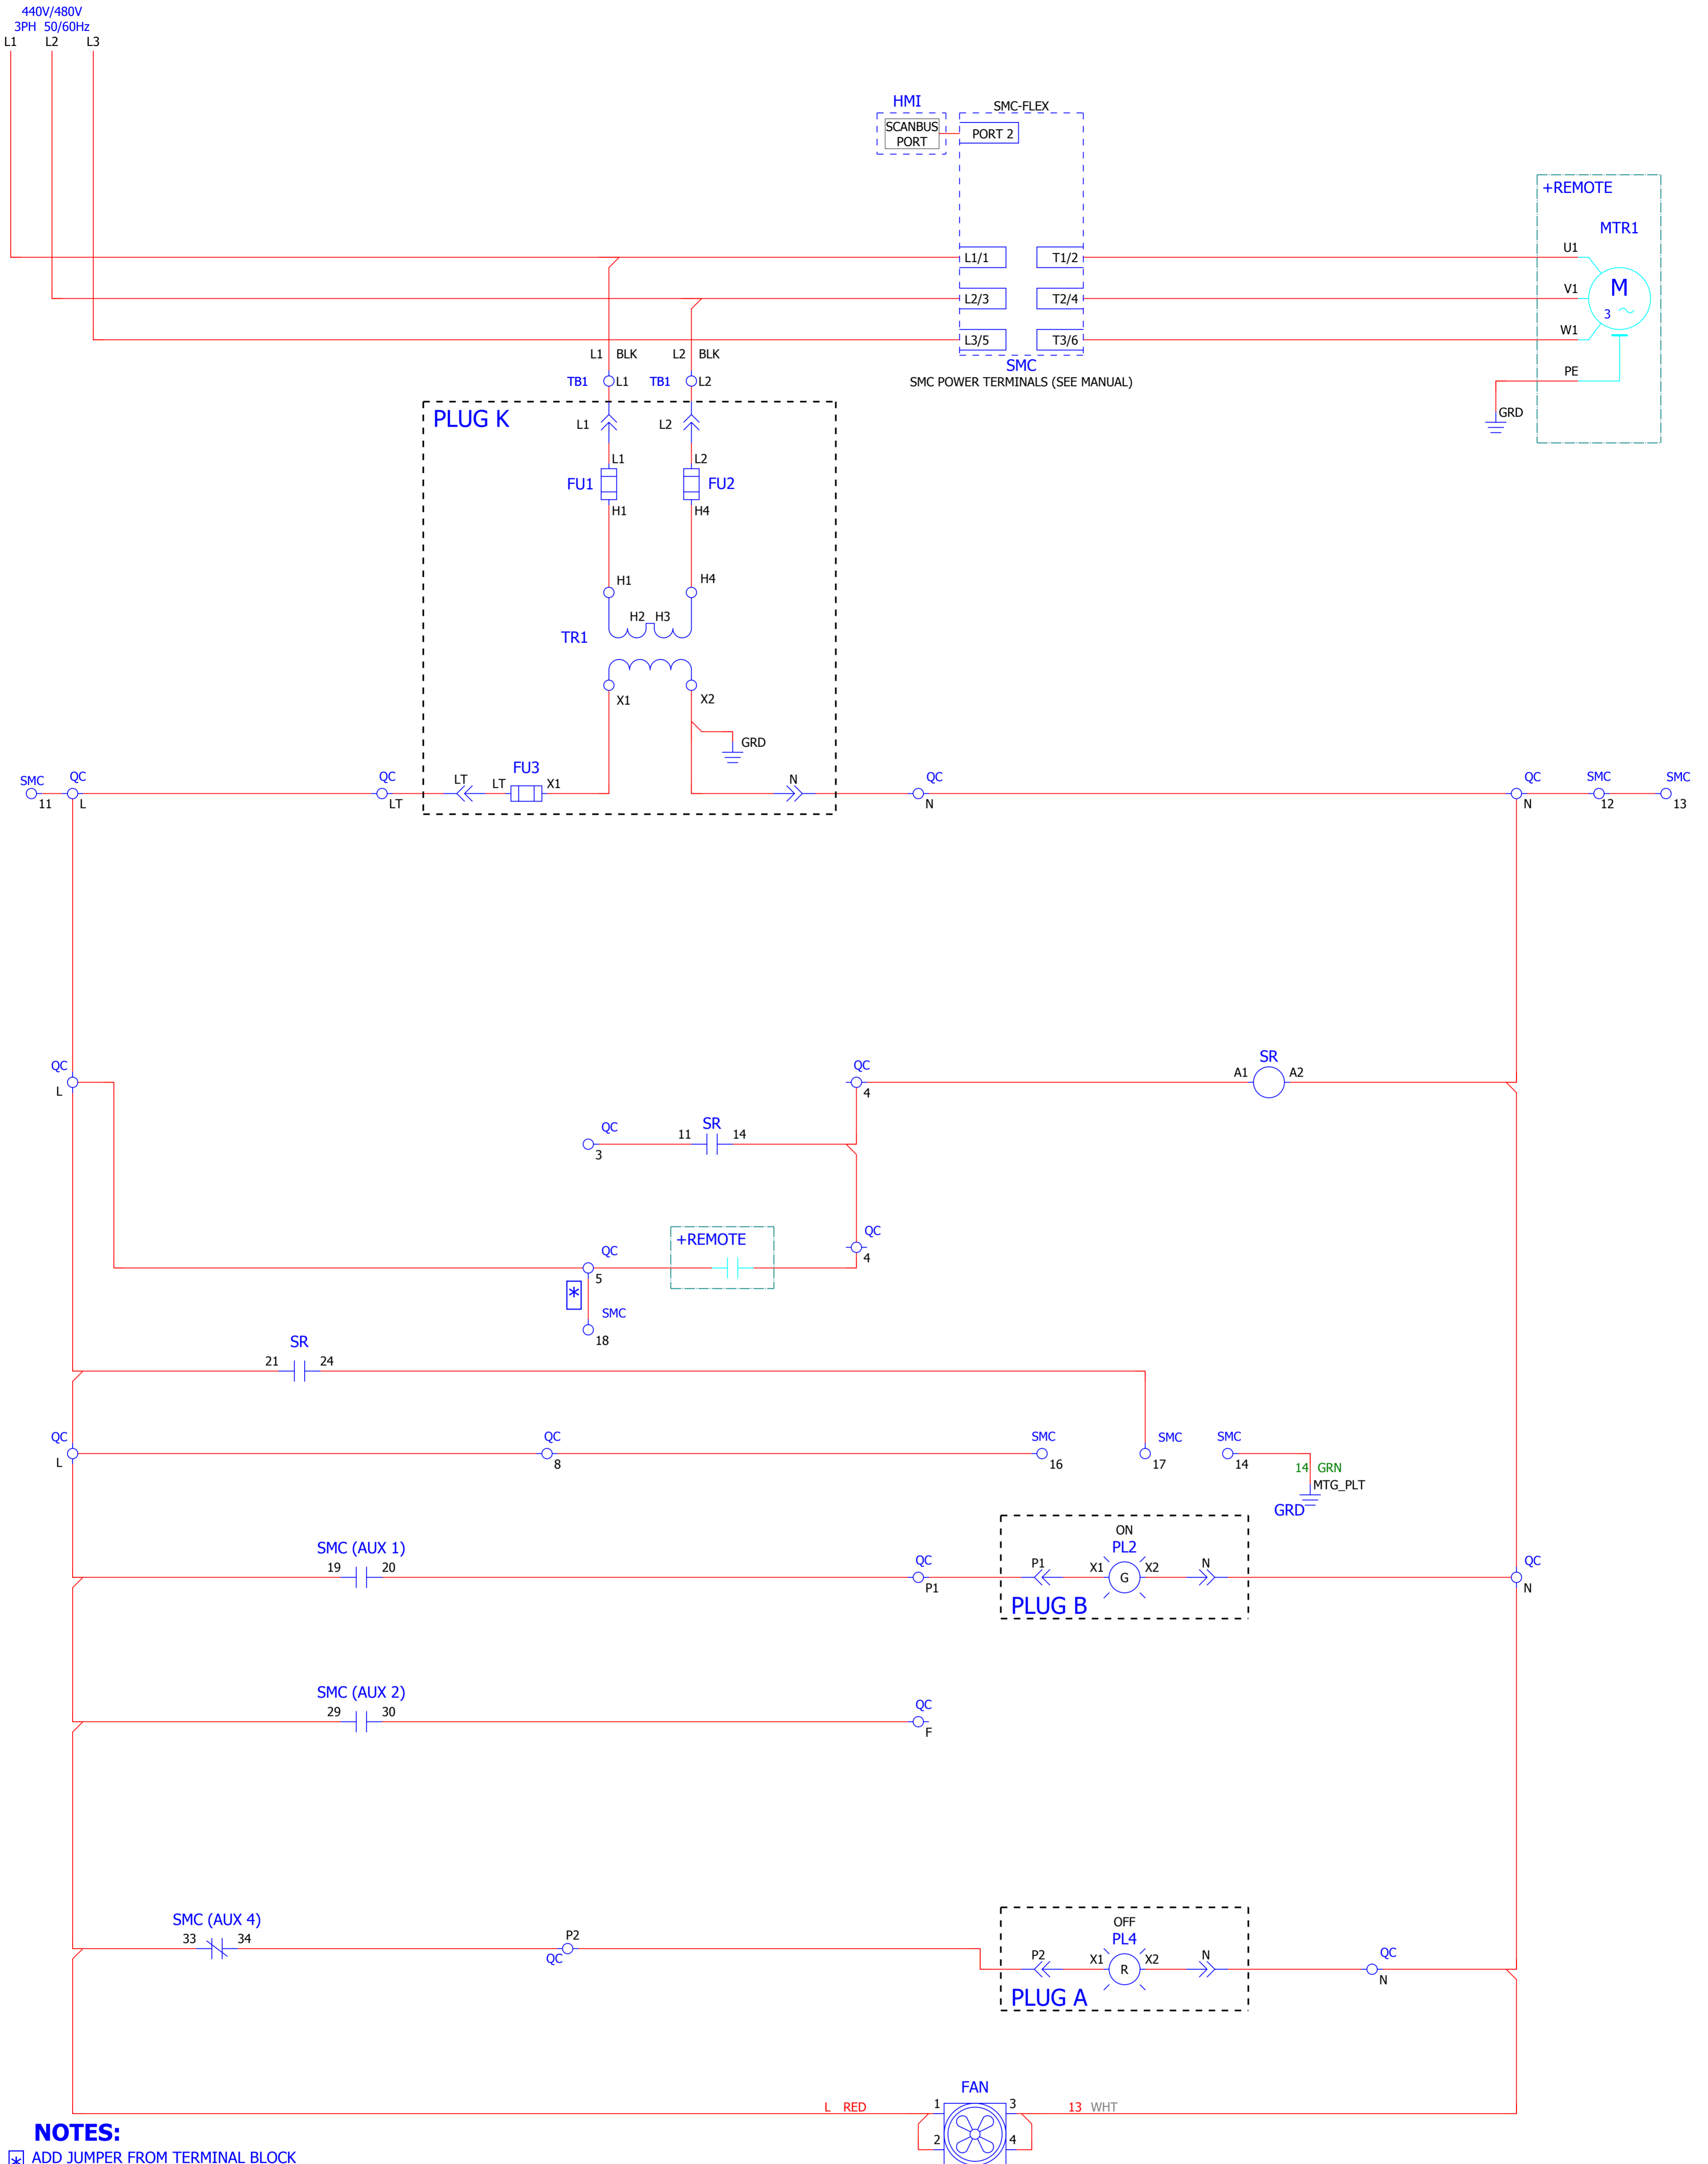 440V/480V
3PH 50/60Hz
L1 L2 L3
HMI
SCANBUS
PORT
SMC-FLEX
PORT 2
+REMOTE
MTR1
L1/1 T1/2 U1
L2/3 T2/4 V1
M
3
L3/5 T3/6 W1
SMC
SMC POWER TERMINALS (SEE MANUAL)
PE
GRD
L1 BLK L2 BLK
TB1 L1 TB1 L2
PLUG K
L1 L2
L1 L2
FU1 FU2
H1 H4
H1 H4
H2 H3
TR1
X1 X2
GRD
SMC QC QC LT LT FU3 X1 N QC QC SMC SMC
11 L LT N N 12 13
QC QC SR
L 4 A1 A2
QC 11 SR 14
3
QC
4
+REMOTE
QC
5
*
SMC
18
SR
21 24
QC QC SMC SMC SMC
L 8 16 17 14
14 GRN
MTG_PLT
GRD
SMC (AUX 1)
19 20
QC
P1
ON
PL2
P1 X1 G X2 N
PLUG B
QC
N
SMC (AUX 2)
29 30
QC
F
SMC (AUX 4)
33 34
P2
QC
OFF
PL4
P2 X1 R X2 N
PLUG A
QC
N
FAN
L RED 1 3 13 WHT
2 4
NOTES:
* ADD JUMPER FROM TERMINAL BLOCK